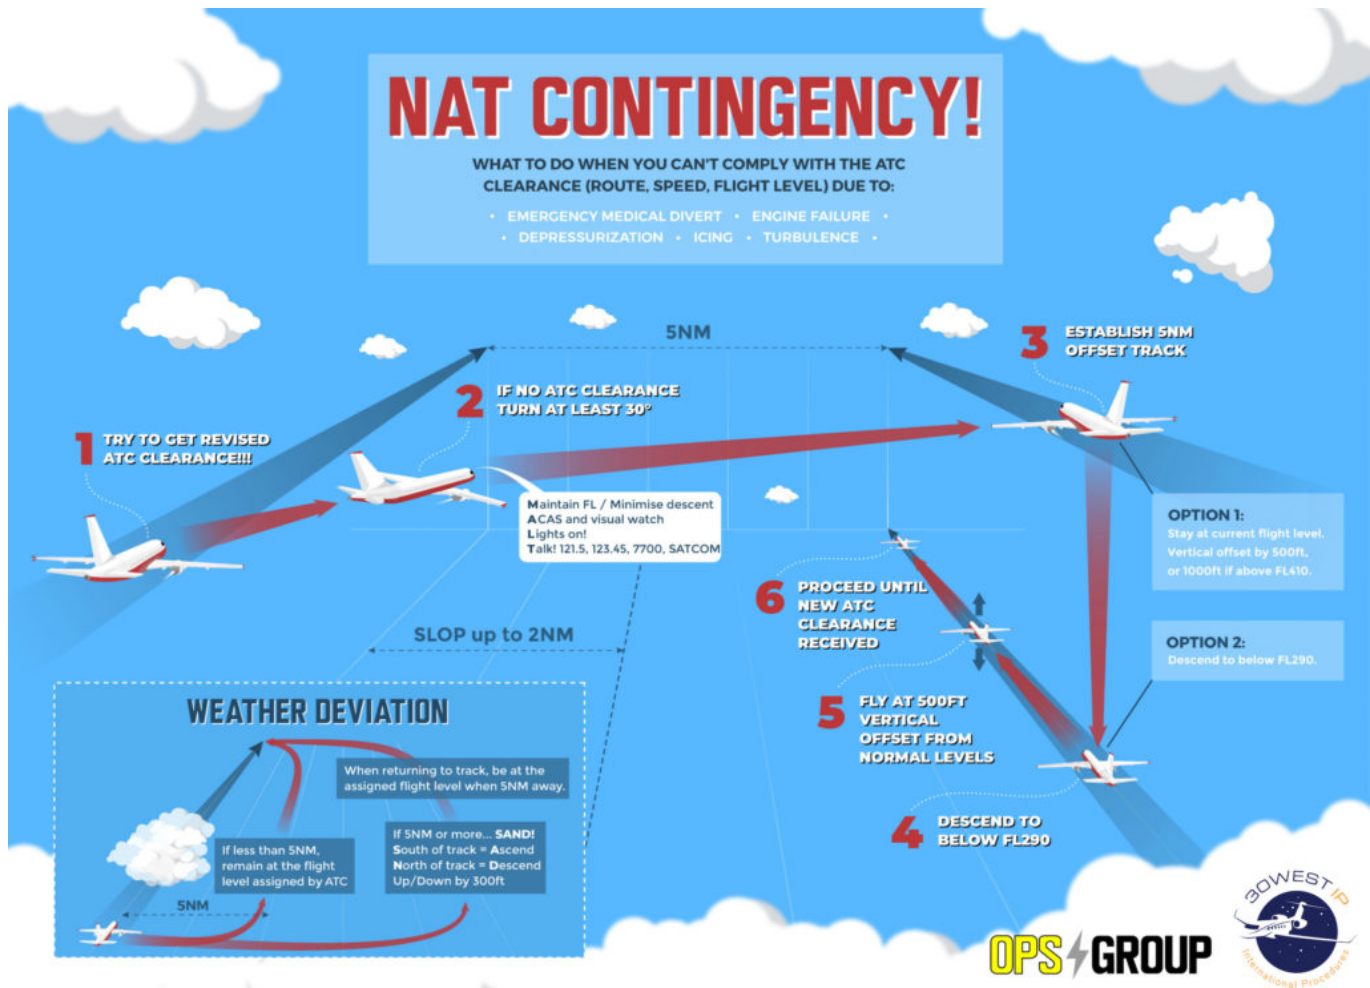 NAT CONTINGENCY!
WHAT TO DO WHEN YOU CAN'T COMPLY WITH THE ATC
CLEARANCE (ROUTE, SPEED, FLIGHT LEVEL) DUE TO:
• EMERGENCY MEDICAL DIVERT • ENGINE FAILURE •
• DEPRESSURIZATION • ICING • TURBULENCE •
5NM
3 ESTABLISH 5NM
OFFSET TRACK
2 IF NO ATC CLEARANCE
TURN AT LEAST 30°
1 TRY TO GET REVISED
ATC CLEARANCE!!!
Maintain FL / Minimise descent
ACAS and visual watch
Lights on!
Talk! 121.5, 123.45, 7700, SATCOM
OPTION 1:
Stay at current flight level.
Vertical offset by 500ft,
or 1000ft if above FL410.
6 PROCEED UNTIL
NEW ATC
CLEARANCE
RECEIVED
SLOP up to 2NM
OPTION 2:
Descend to below FL290.
5 FLY AT 500FT
VERTICAL
OFFSET FROM
NORMAL LEVELS
4 DESCEND TO
BELOW FL290
WEATHER DEVIATION
When returning to track, be at the
assigned flight level when 5NM away.
If less than 5NM,
remain at the flight
level assigned by ATC
If 5NM or more... SAND!
South of track = Ascend
North of track = Descend
Up/Down by 300ft
5NM
OPS GROUP
30WEST IP
International Procedures